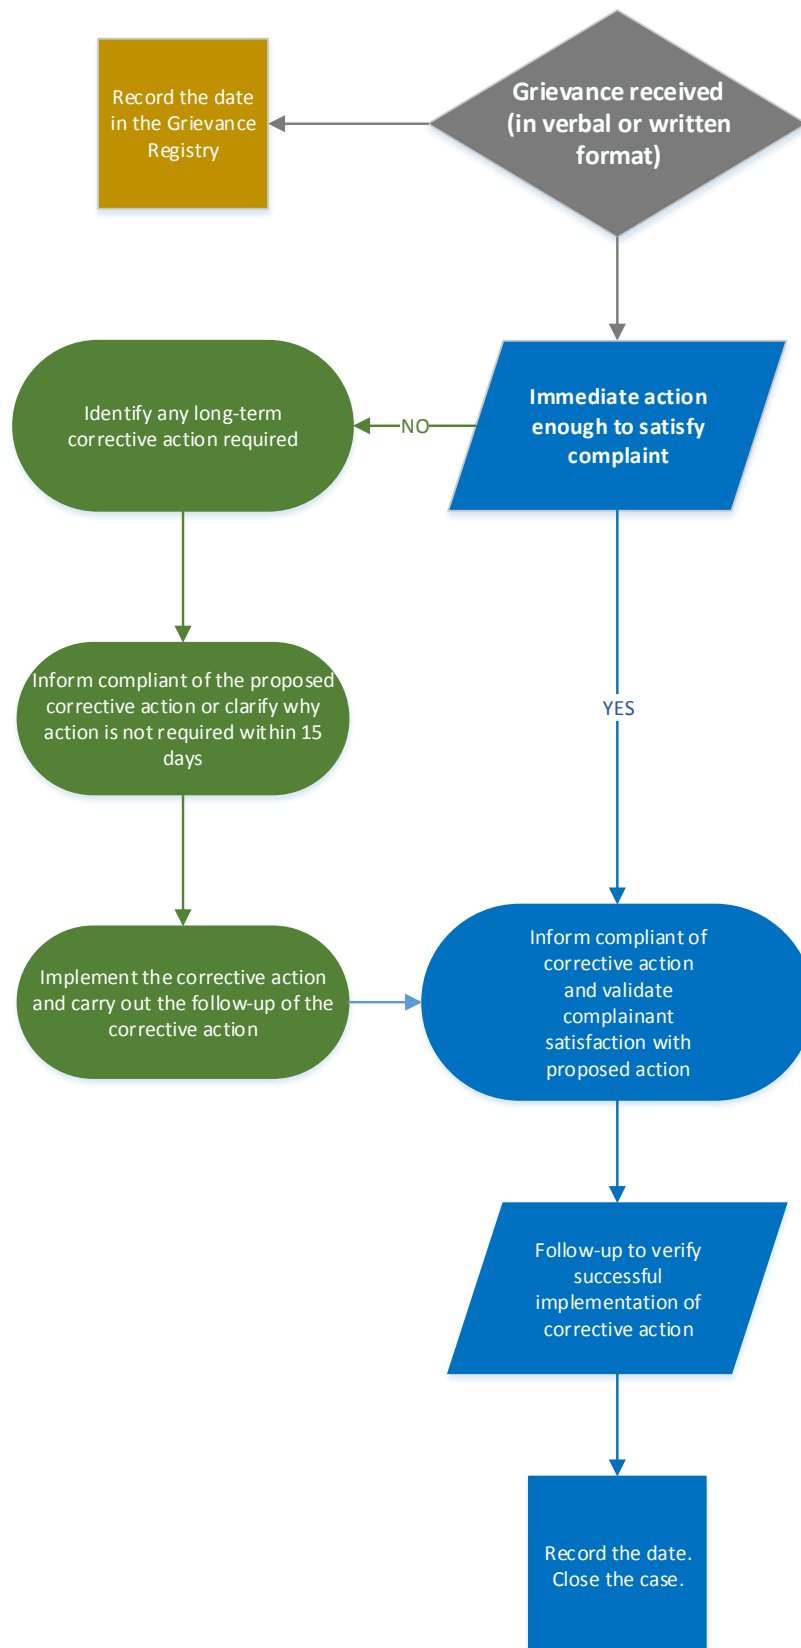 Grievance received
(in verbal or written
format)
Record the date
in the Grievance
Registry
Immediate action
enough to satisfy
complaint
NO
Identify any long-term
corrective action required
Inform compliant of the proposed
corrective action or clarify why
action is not required within 15
days
YES
Implement the corrective action
and carry out the follow-up of the
corrective action
Inform compliant of
corrective action
and validate
complainant
satisfaction with
proposed action
Follow-up to verify
successful
implementation of
corrective action
Record the date.
Close the case.